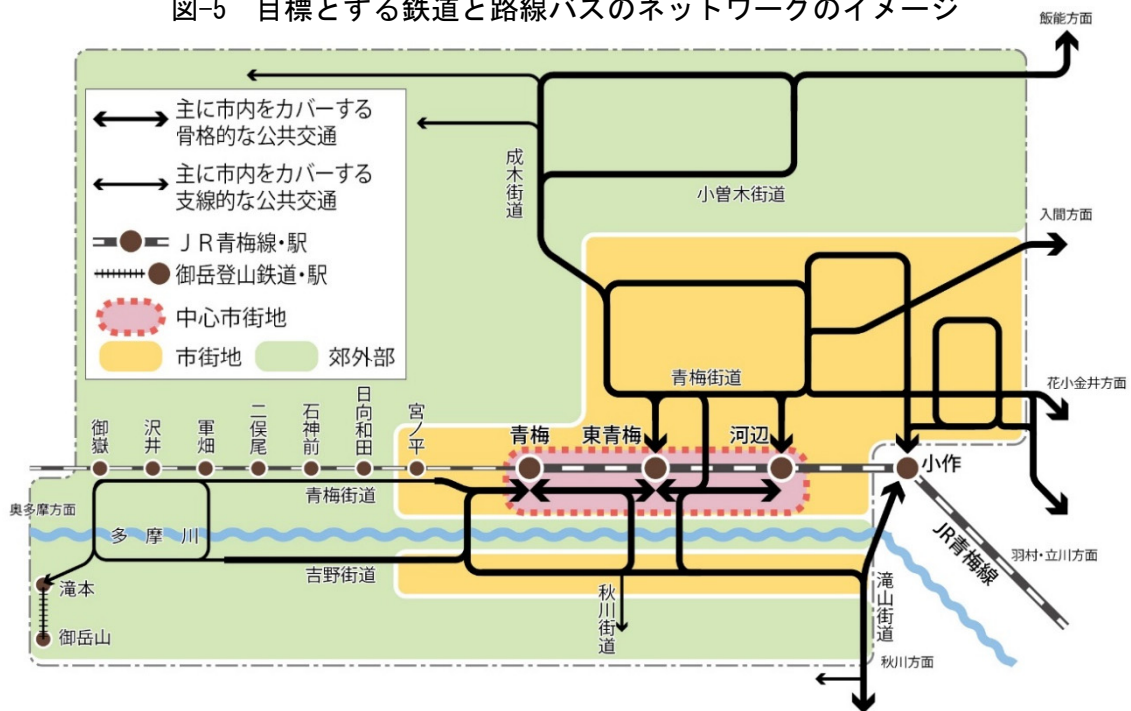 図-5 目標とする鉄道と路線バスのネットワークのイメージ
飯能方面
主に市内をカバーする
骨格的な公共交通
主に市内をカバーする
支線的な公共交通
ＪＲ青梅線・駅
御岳登山鉄道・駅
中心市街地
市街地
郊外部
成木街道
小曽木街道
入間方面
青梅街道
花小金井方面
御嶽
沢井
軍畑
二俣尾
石神前
日向和田
宮ノ平
青梅
東青梅
河辺
小作
青梅街道
奥多摩方面
多摩川
吉野街道
JR青梅線
羽村・立川方面
滝本
御岳山
秋川街道
滝山街道
秋川方面